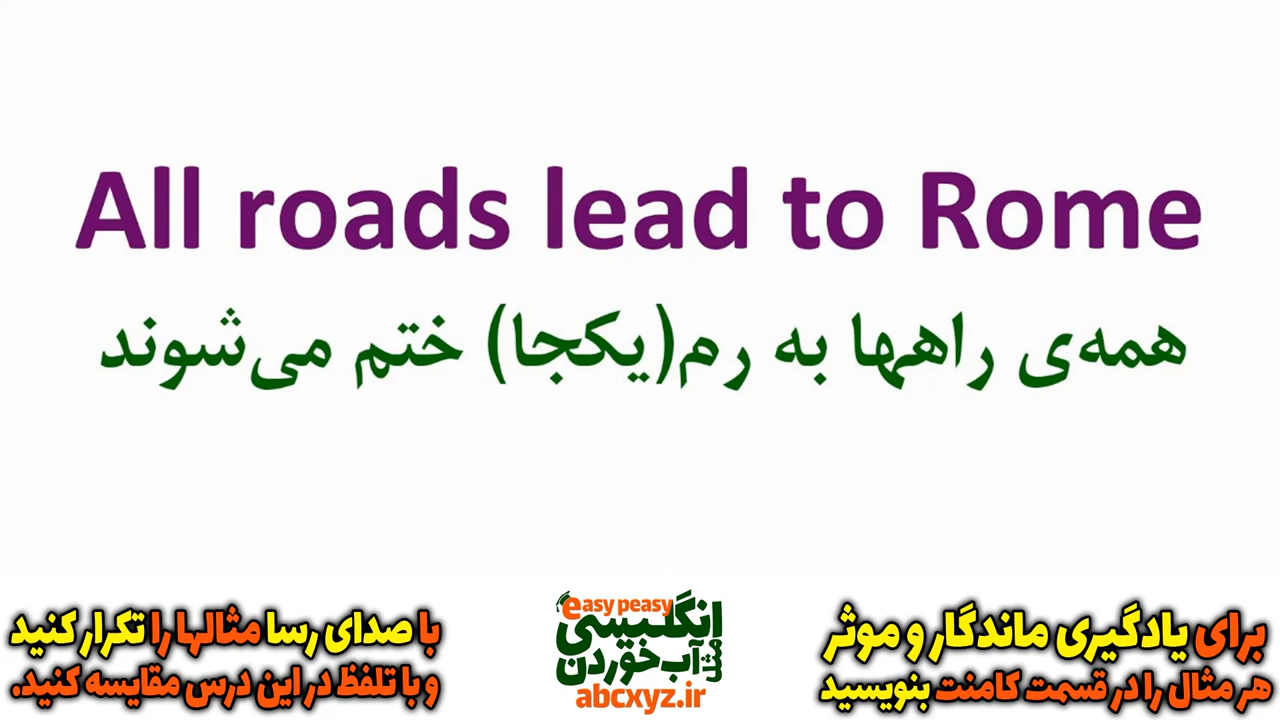 All roads lead to Rome
همه‌ی راهها به رم(یکجا) ختم می‌شوند
برای یادگیری ماندگار و موثر
هر مثال را در قسمت کامنت بنویسید
easy peasy
انگلیسی
مثل آب خوردن
abcxyz.ir
با صدای رسا مثالها را تکرار کنید
و با تلفظ در این درس مقایسه کنید.